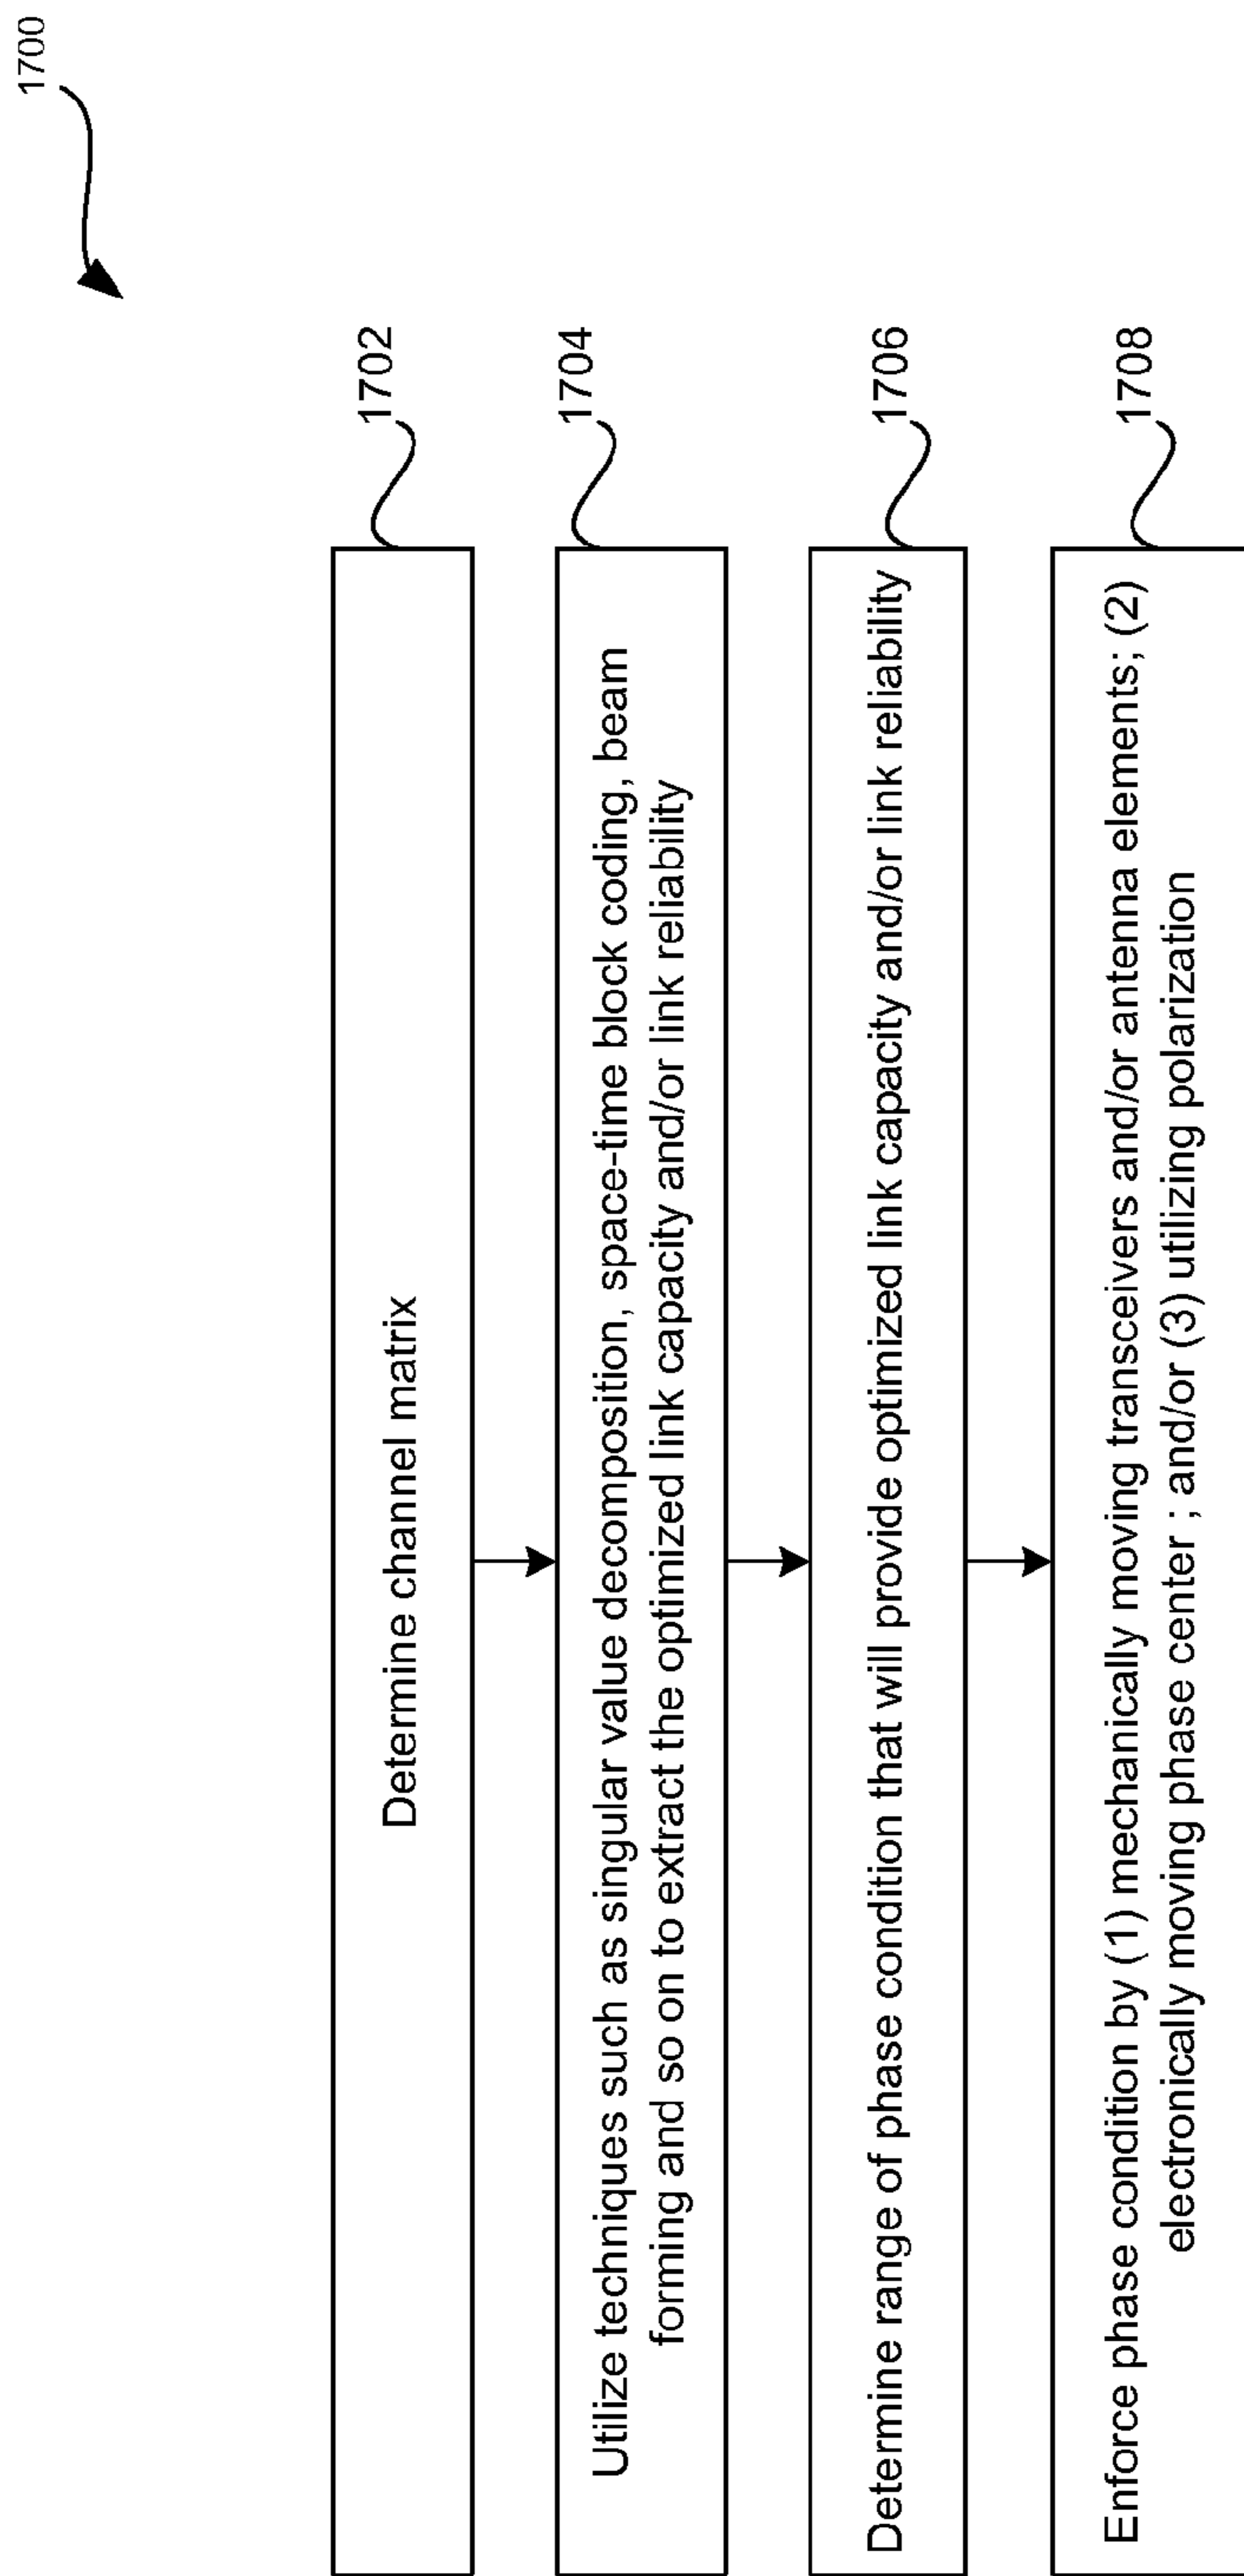 1700
1702
Determine channel matrix
1704
Utilize techniques such as singular value decomposition, space-time block coding, beam
forming and so on to extract the optimized link capacity and/or link reliability
1706
Determine range of phase condition that will provide optimized link capacity and/or link reliability
1708
Enforce phase condition by (1) mechanically moving transceivers and/or antenna elements; (2)
electronically moving phase center ; and/or (3) utilizing polarization